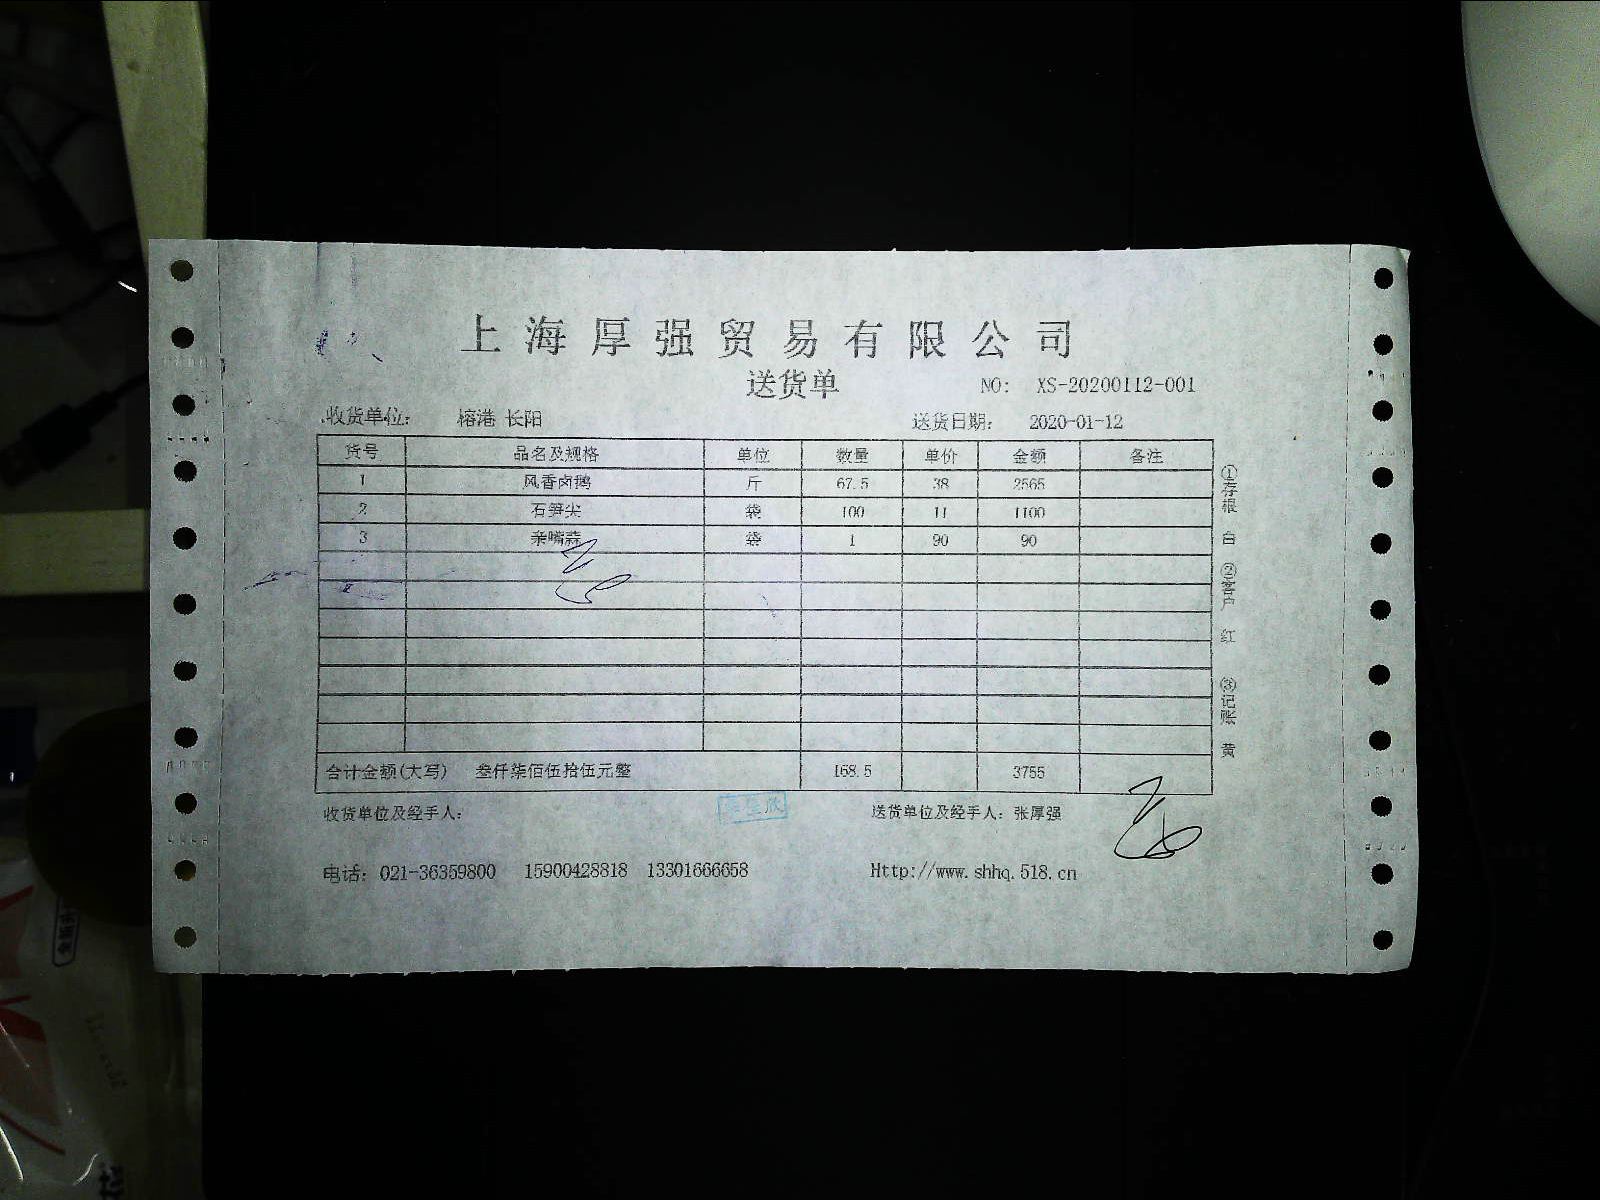 上海厚强贸易有限公司
送货单 NO: XS-20200112-001
收货单位: 榕港 长阳 送货日期: 2020-01-12
货号 品名及规格 单位 数量 单价 金额 备注
1 风香卤鹅 斤 67.5 38 2565
2 石笋尖 袋 100 11 1100
3 亲嘴蒜 袋 1 90 90
合计金额(大写) 叁仟柒佰伍拾伍元整 168.5 3755
收货单位及经手人: 送货单位及经手人: 张厚强
电话: 021-36359800 15900428818 13301666658 Http://www.shhq.518.cn
①存根 白 ②客户 红 ③记账 黄